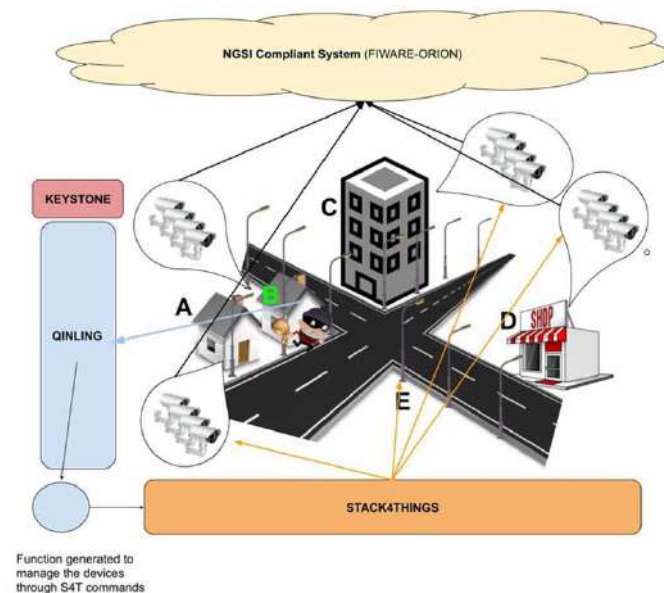 NGSI Compliant System (FIWARE-ORION)
KEYSTONE
QINLING
A
B
C
SHOP
D
E
STACK4THINGS
Function generated to
manage the devices
through S4T commands